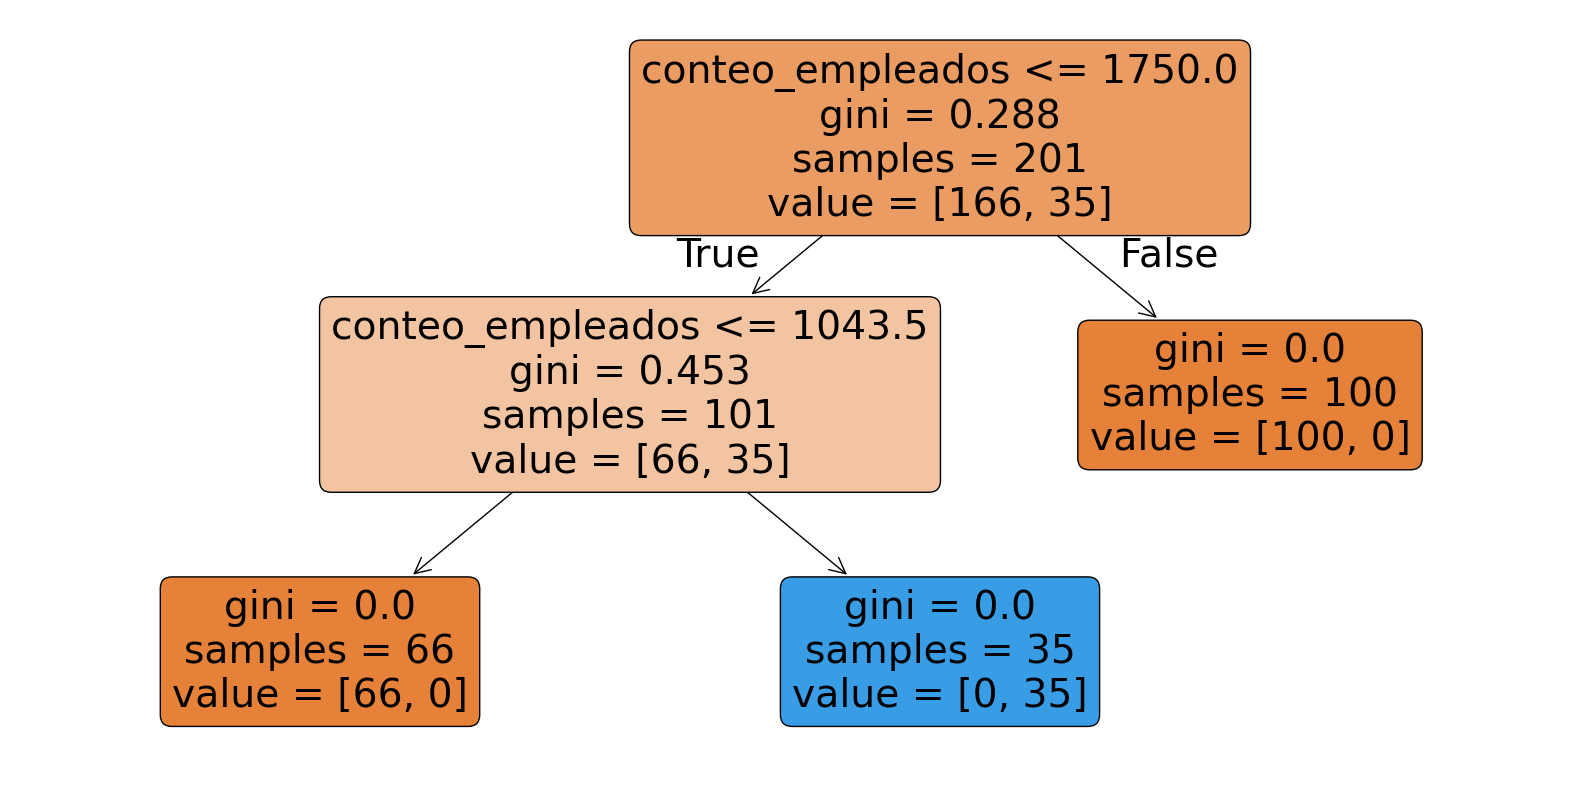 conteo_empleados <= 1750.0
gini = 0.288
samples = 201
value = [166, 35]
True
False
conteo_empleados <= 1043.5
gini = 0.453
samples = 101
value = [66, 35]
gini = 0.0
samples = 100
value = [100, 0]
gini = 0.0
samples = 66
value = [66, 0]
gini = 0.0
samples = 35
value = [0, 35]